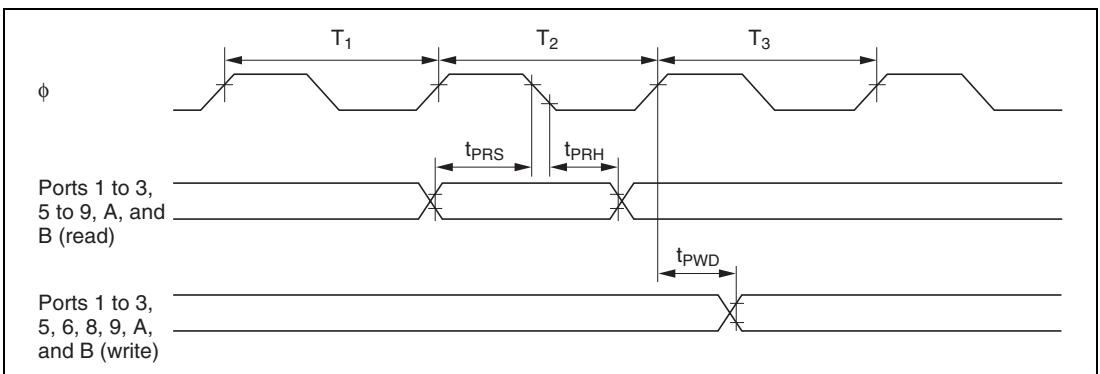 T₁ T₂ T₃
ϕ
tPRS tPRH
Ports 1 to 3,
5 to 9, A, and
B (read)
tPWD
Ports 1 to 3,
5, 6, 8, 9, A,
and B (write)